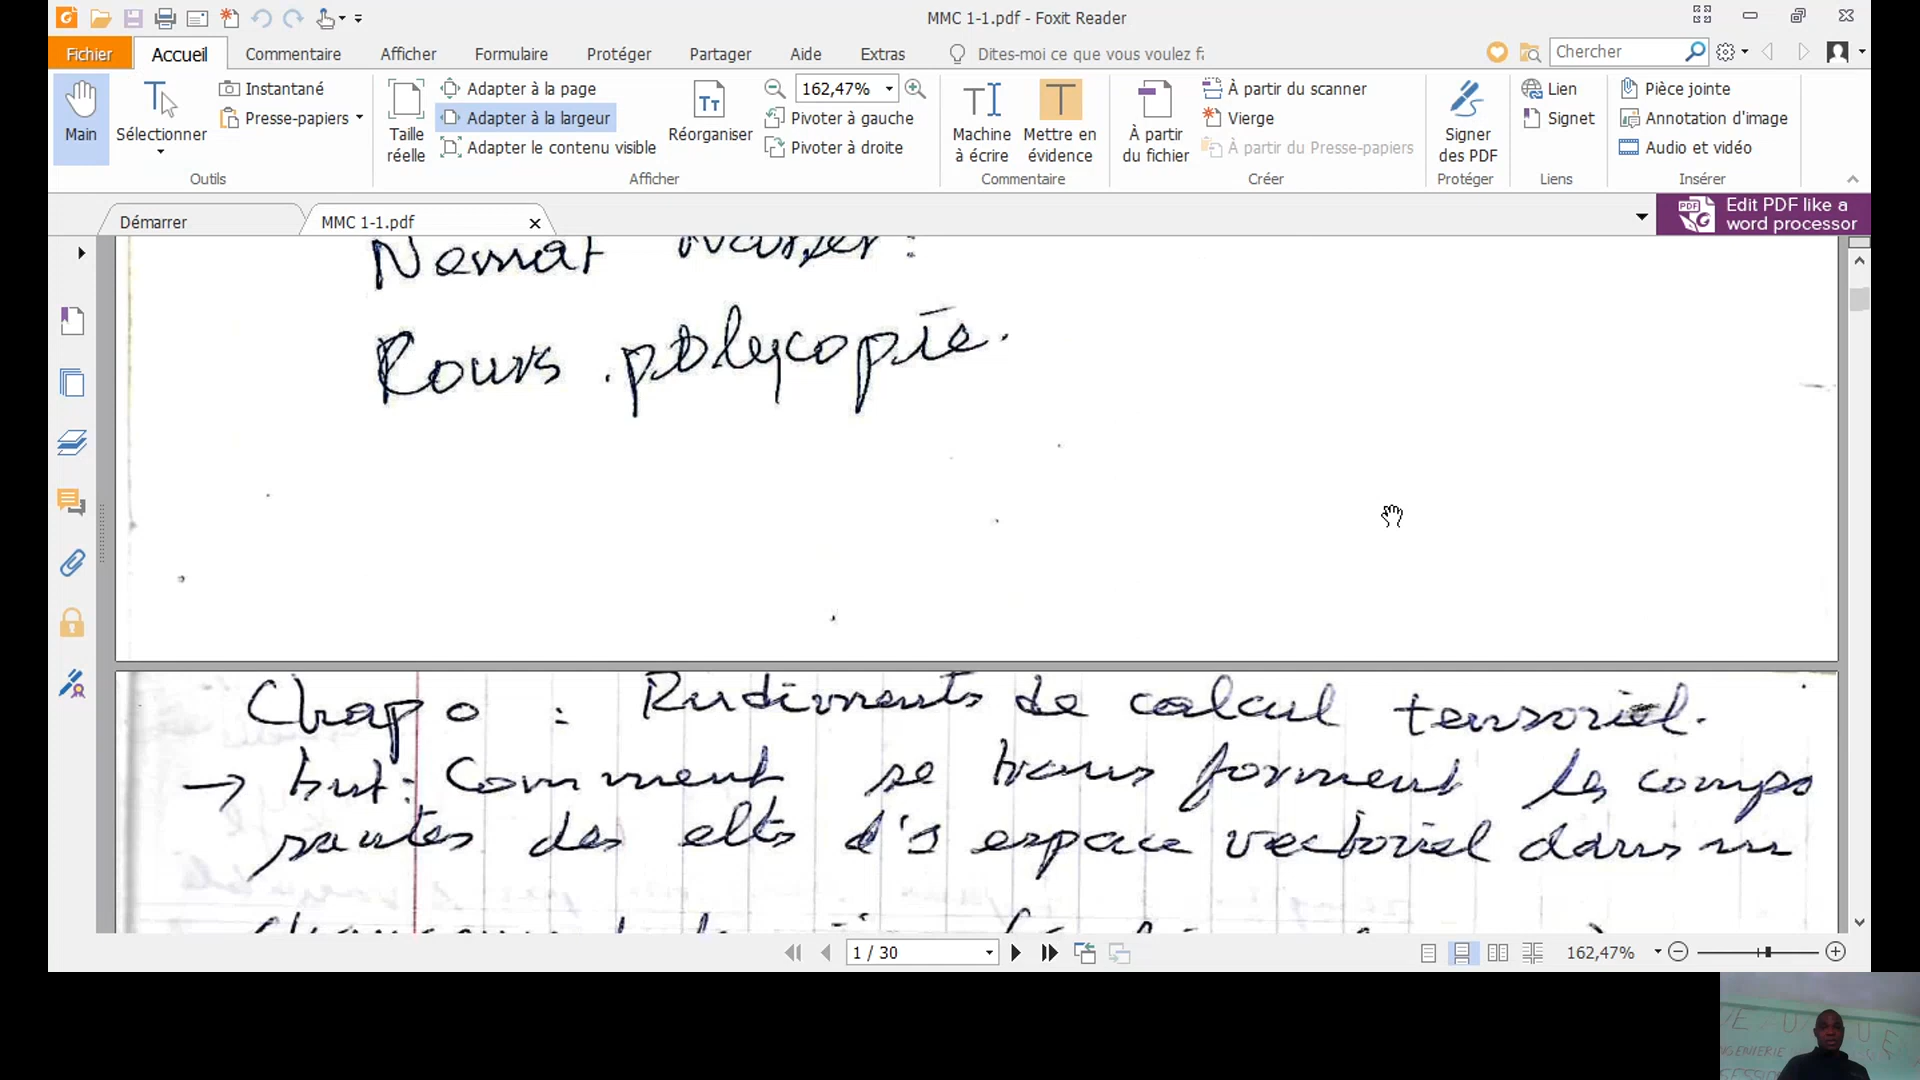 MMC 1-1.pdf - Foxit Reader
Fichier Accueil Commentaire Afficher Formulaire Protéger Partager Aide Extras Dites-moi ce que vous voulez fa Chercher
Main
Sélectionner
Instantané
Presse-papiers
Outils
Taille réelle
Adapter à la page
Adapter à la largeur
Adapter le contenu visible
Réorganiser
162,47%
Pivoter à gauche
Pivoter à droite
Afficher
Machine à écrire
Mettre en évidence
Commentaire
À partir du fichier
À partir du scanner
Vierge
À partir du Presse-papiers
Créer
Signer des PDF
Protéger
Lien
Signet
Liens
Pièce jointe
Annotation d'image
Audio et vidéo
Insérer
Démarrer MMC 1-1.pdf
Edit PDF like a
word processor
Cours polycopie.
Chap 0 : Rudiments de calcul tensoriel.
→ but: Comment se transforment les compo
santes des elts d'1 espace vectoriel dans un
1 / 30
162,47%
INGENIERIE